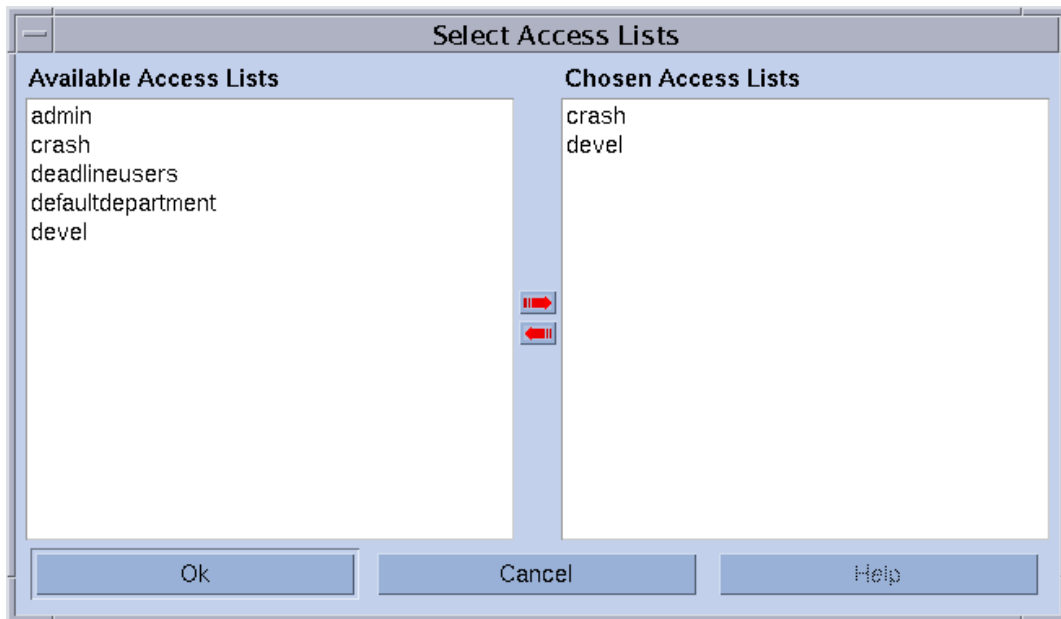 Select Access Lists
Available Access Lists
admin
crash
deadlineusers
defaultdepartment
devel
Chosen Access Lists
crash
devel
Ok
Cancel
Help